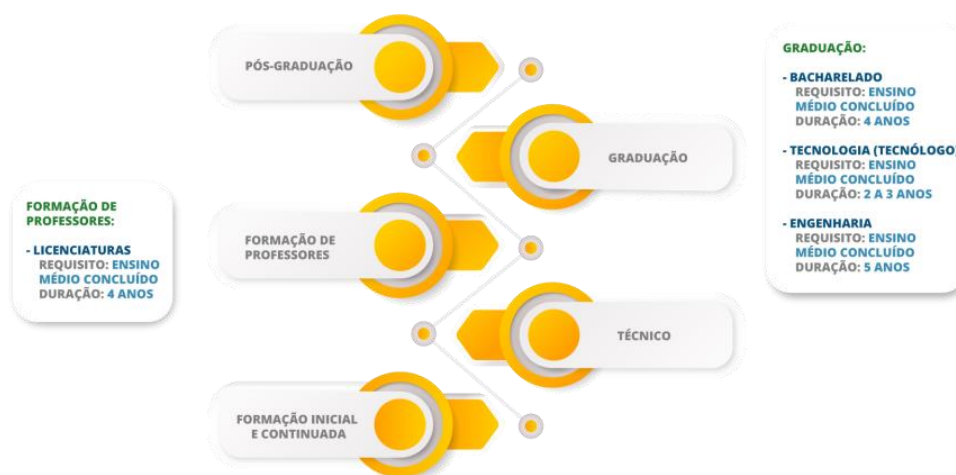 PÓS-GRADUAÇÃO
GRADUAÇÃO
FORMAÇÃO DE
PROFESSORES
TÉCNICO
FORMAÇÃO INICIAL
E CONTINUADA
FORMAÇÃO DE
PROFESSORES:
- LICENCIATURAS
REQUISITO: ENSINO
MÉDIO CONCLUÍDO
DURAÇÃO: 4 ANOS
GRADUAÇÃO:
- BACHARELADO
REQUISITO: ENSINO
MÉDIO CONCLUÍDO
DURAÇÃO: 4 ANOS
- TECNOLOGIA (TECNÓLOGO)
REQUISITO: ENSINO
MÉDIO CONCLUÍDO
DURAÇÃO: 2 A 3 ANOS
- ENGENHARIA
REQUISITO: ENSINO
MÉDIO CONCLUÍDO
DURAÇÃO: 5 ANOS